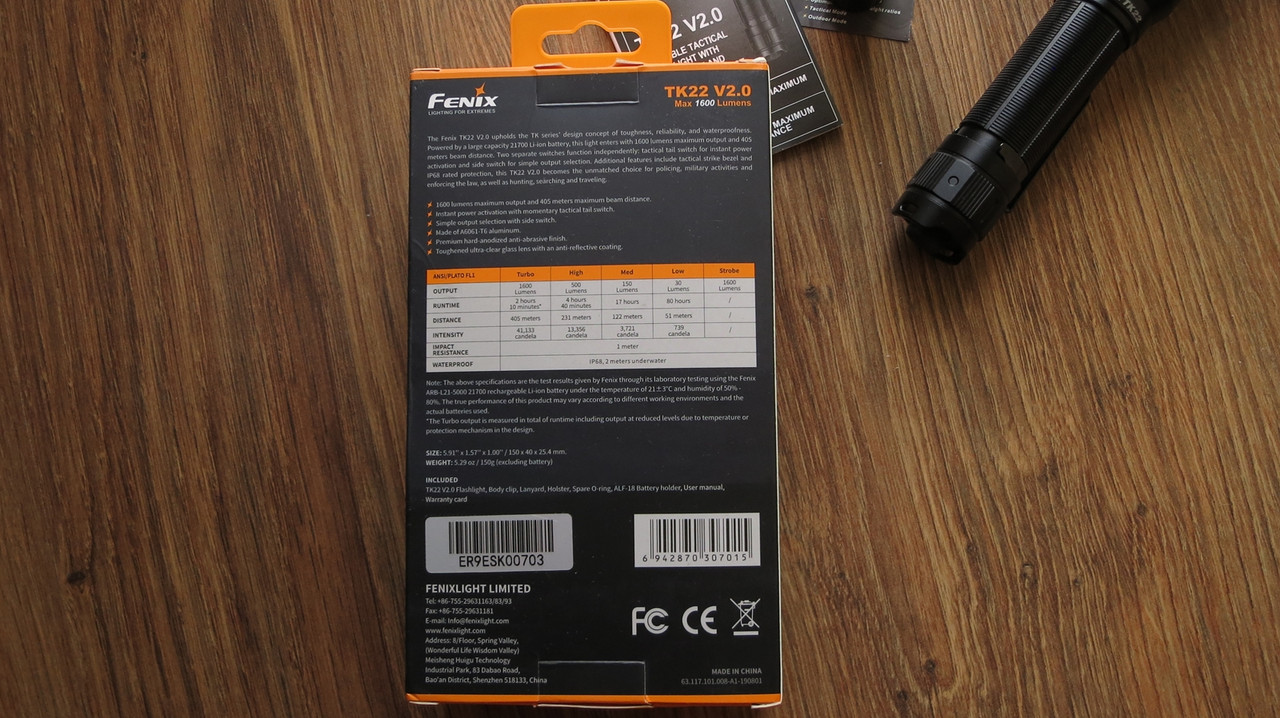 2 V2.0
BLE TACTICAL
IGHT WITH
AND
AXIMUM
MAXIMUM
ANCE
ight ratios
Tactical Mode
Outdoor Mode
TK22
FENIX
LIGHTING FOR EXTREMES
TK22 V2.0
Max 1600 Lumens
The Fenix TK22 V2.0 upholds the TK series' design concept of toughness, reliability, and waterproofness.
Powered by a large capacity 21700 Li-ion battery, this light enters with 1600 lumens maximum output and 405
meters beam distance. Two separate switches function independently: tactical tail switch for instant power
activation and side switch for simple output selection. Additional features include tactical strike bezel and
IP68 rated protection, this TK22 V2.0 becomes the unmatched choice for policing, military activities and
enforcing the law, as well as hunting, searching and traveling.
1600 lumens maximum output and 405 meters maximum beam distance.
Instant power activation with momentary tactical tail switch.
Simple output selection with side switch.
Made of A6061-T6 aluminum.
Premium hard-anodized anti-abrasive finish.
Toughened ultra-clear glass lens with an anti-reflective coating.
ANSI/PLATO FL1 Turbo High Med Low Strobe
OUTPUT 1600 Lumens 500 Lumens 150 Lumens 30 Lumens 1600 Lumens
RUNTIME 2 hours 10 minutes* 4 hours 40 minutes 17 hours 80 hours /
DISTANCE 405 meters 231 meters 122 meters 51 meters /
INTENSITY 41,133 candela 13,356 candela 3,721 candela 739 candela /
IMPACT RESISTANCE 1 meter
WATERPROOF IP68, 2 meters underwater
Note: The above specifications are the test results given by Fenix through its laboratory testing using the Fenix
ARB-L21-5000 21700 rechargeable Li-ion battery under the temperature of 21±3°C and humidity of 50% -
80%. The true performance of this product may vary according to different working environments and the
actual batteries used.
*The Turbo output is measured in total of runtime including output at reduced levels due to temperature or
protection mechanism in the design.
SIZE: 5.91'' x 1.57'' x 1.00'' / 150 x 40 x 25.4 mm.
WEIGHT: 5.29 oz / 150g (excluding battery)
INCLUDED
TK22 V2.0 Flashlight, Body clip, Lanyard, Holster, Spare O-ring, ALF-18 Battery holder, User manual,
Warranty card
ER9ESK00703
6 942870 307015
FENIXLIGHT LIMITED
Tel: +86-755-29631163/83/93
Fax: +86-755-29631181
E-mail: Info@fenixlight.com
www.fenixlight.com
Address: 8/Floor, Spring Valley,
(Wonderful Life Wisdom Valley)
Meisheng Huigu Technology
Industrial Park, 83 Dabao Road,
Bao'an District, Shenzhen 518133, China
FC CE
MADE IN CHINA
63.117.101.008-A1-190803